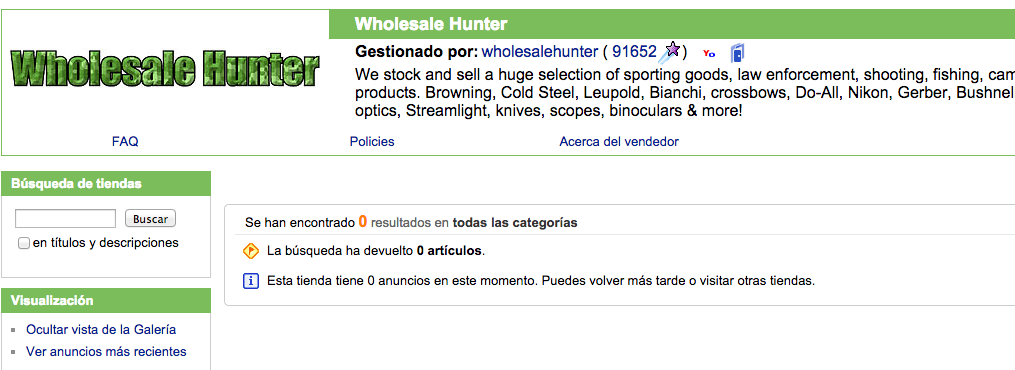 Wholesale Hunter
Wholesale Hunter
Gestionado por: wholesalehunter ( 91652 )
We stock and sell a huge selection of sporting goods, law enforcement, shooting, fishing, cam
products. Browning, Cold Steel, Leupold, Bianchi, crossbows, Do-All, Nikon, Gerber, Bushnel
optics, Streamlight, knives, scopes, binoculars & more!
FAQ
Policies
Acerca del vendedor
Búsqueda de tiendas
Buscar
en títulos y descripciones
Se han encontrado 0 resultados en todas las categorías
La búsqueda ha devuelto 0 artículos.
Esta tienda tiene 0 anuncios en este momento. Puedes volver más tarde o visitar otras tiendas.
Visualización
Ocultar vista de la Galería
Ver anuncios más recientes